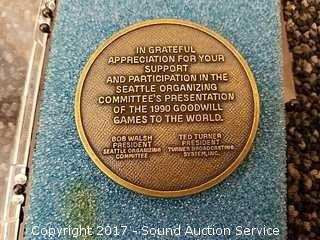 IN GRATEFUL
APPRECIATION FOR YOUR
SUPPORT
AND PARTICIPATION IN THE
SEATTLE ORGANIZING
COMMITTEE'S PRESENTATION
OF THE 1990 GOODWILL
GAMES TO THE WORLD.
BOB WALSH
PRESIDENT
SEATTLE ORGANIZING
COMMITTEE
TED TURNER
PRESIDENT
TURNER BROADCASTING
SYSTEM, INC.
Copyright 2017 - Sound Auction Service